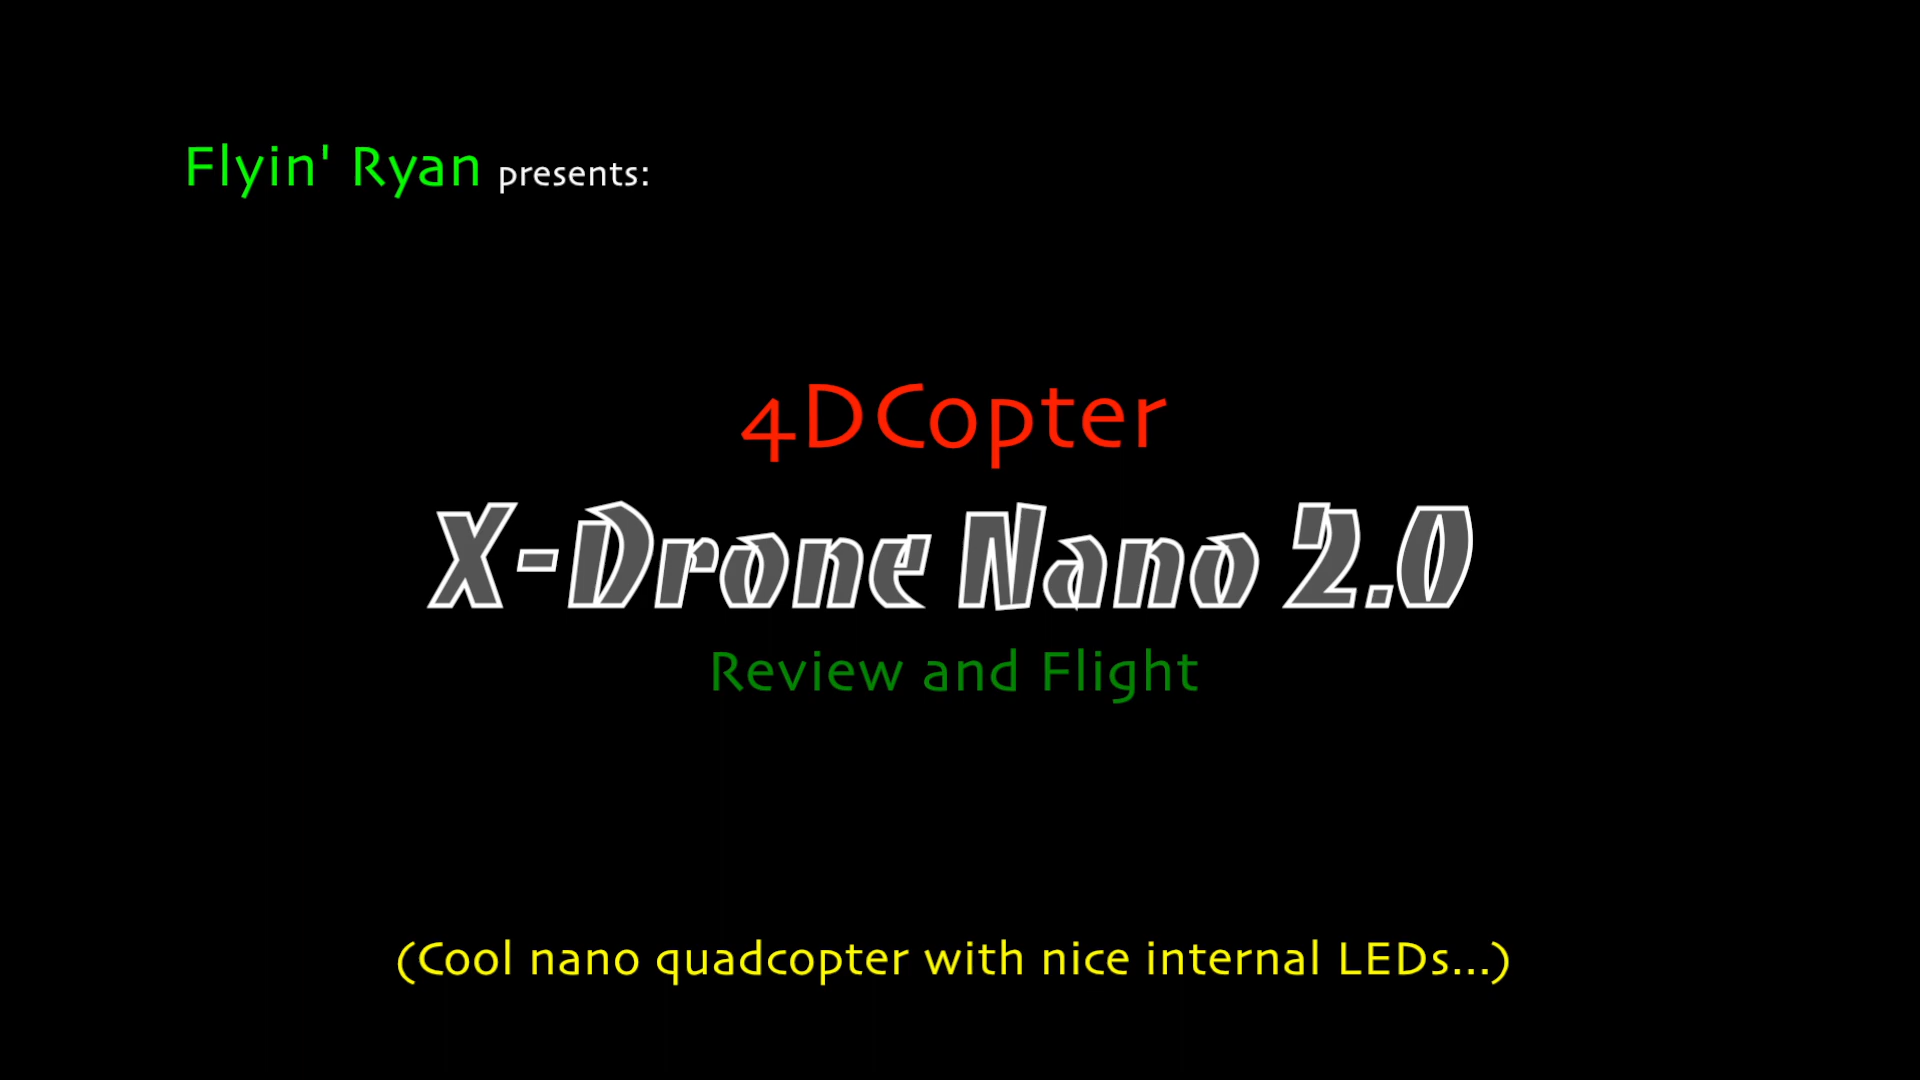 Flyin' Ryan presents:
4DCopter
X-Drone Nano 2.0
Review and Flight
(Cool nano quadcopter with nice internal LEDs...)